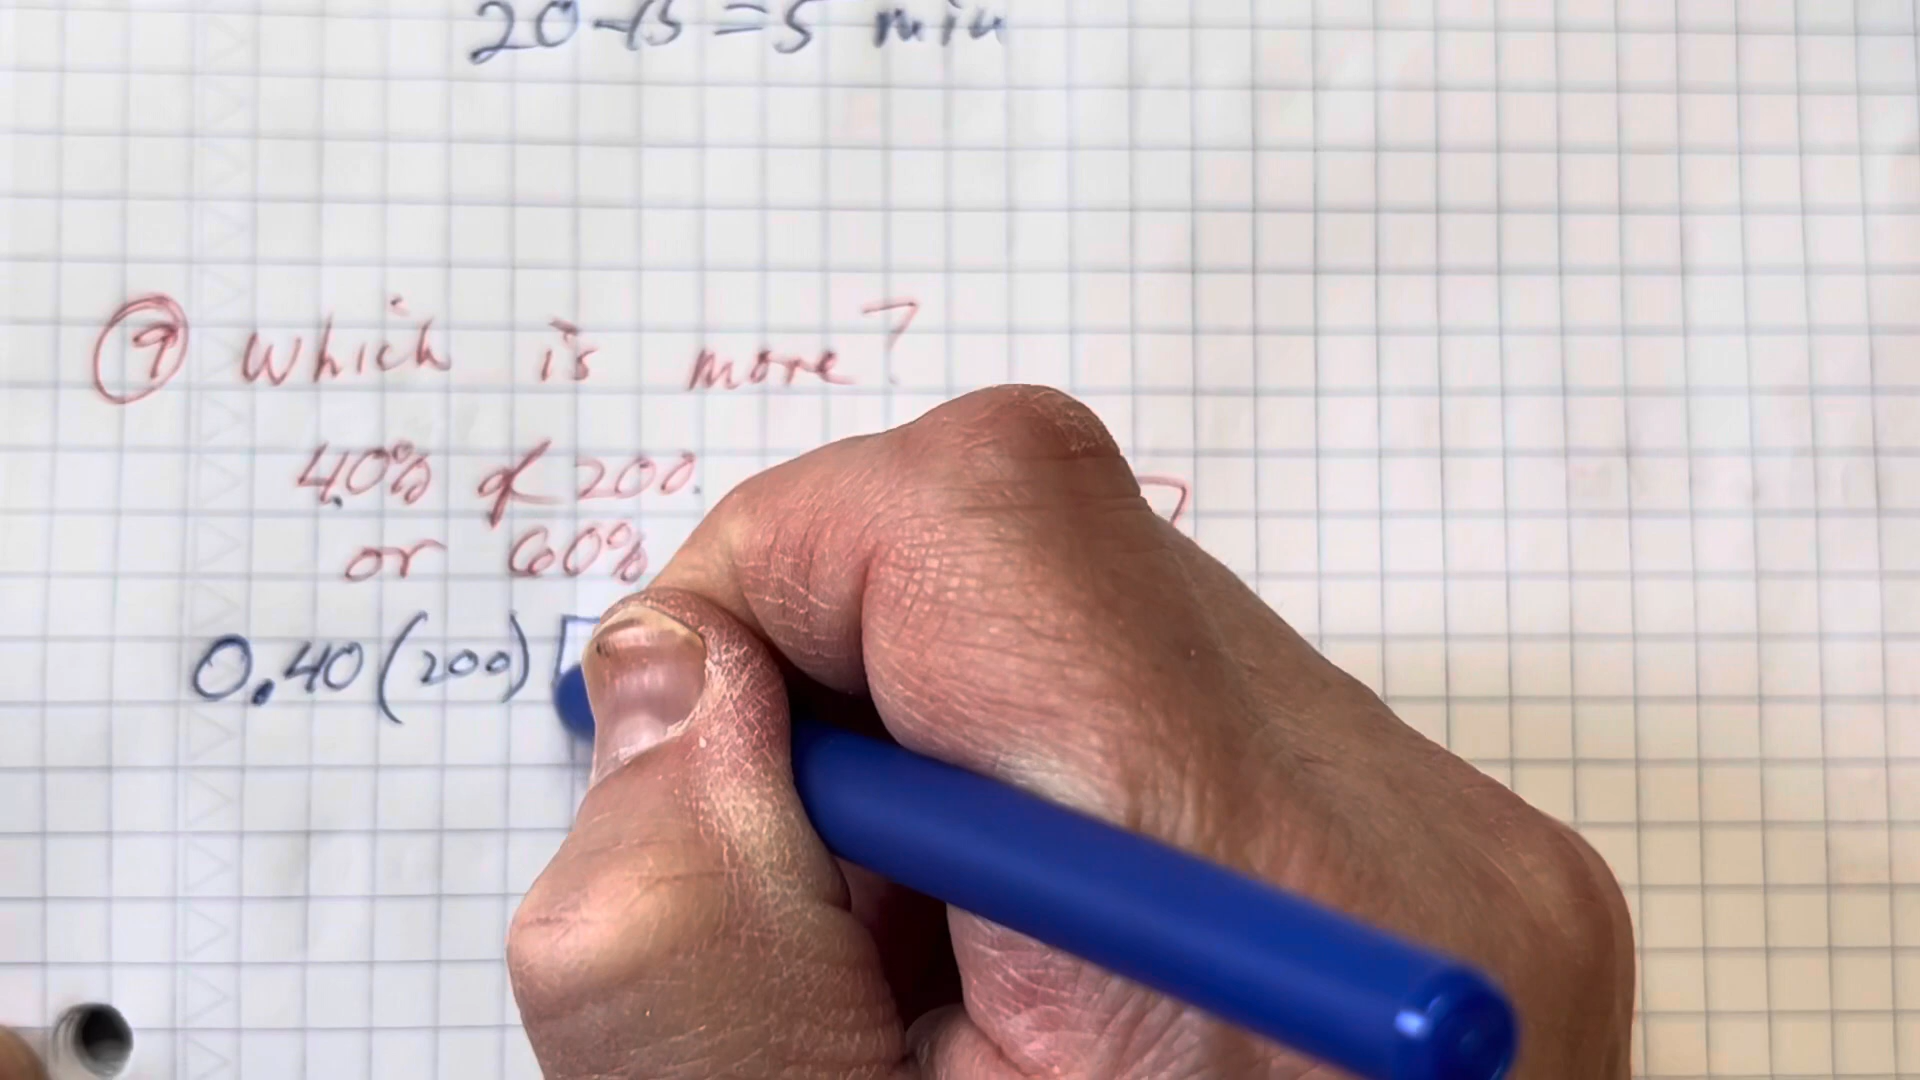 20-15=5 min
9 Which is more?
40% of 200
or 60%
0.40(200)